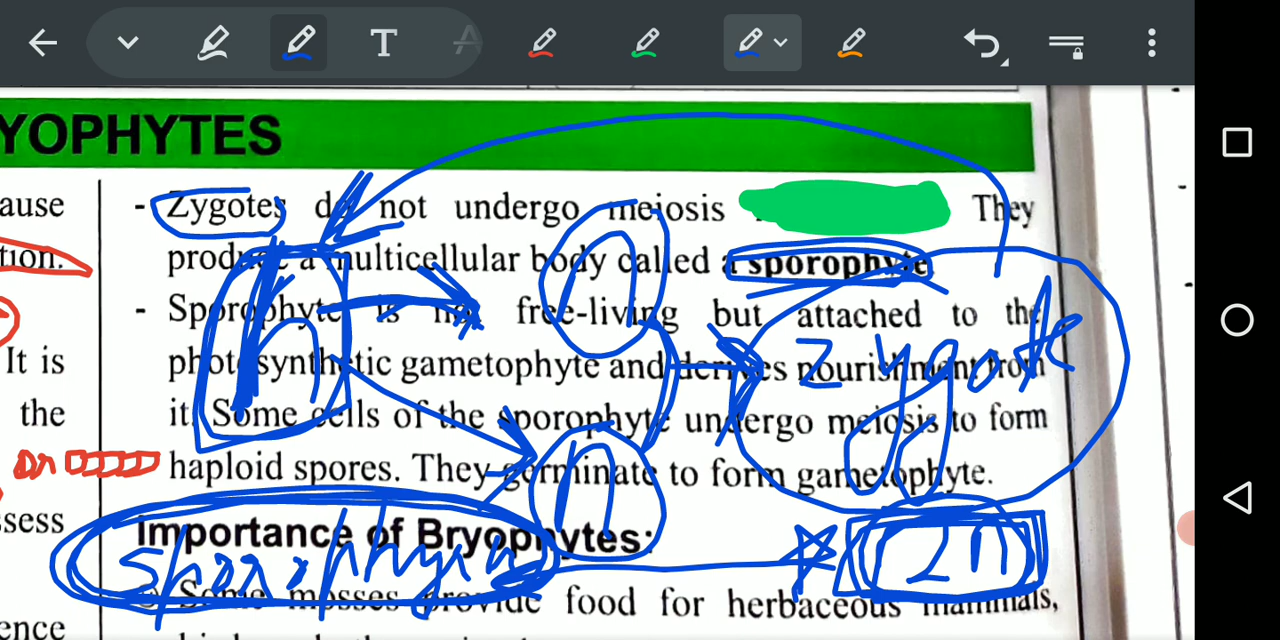 T A
YOPHYTES
ause
tion.
It is
the
ssess
ence
- Zygotes do not undergo meiosis They
produce a multicellular body called a sporophyte
- Sporophyte is not free-living but attached to the
photosynthetic gametophyte and derives nourishment from
it. Some cells of the sporophyte undergo meiosis to form
haploid spores. They germinate to form gametophyte.
Importance of Bryophytes:
Some mosses provide food for herbaceous mammals,
n
n
n
zygote
2n